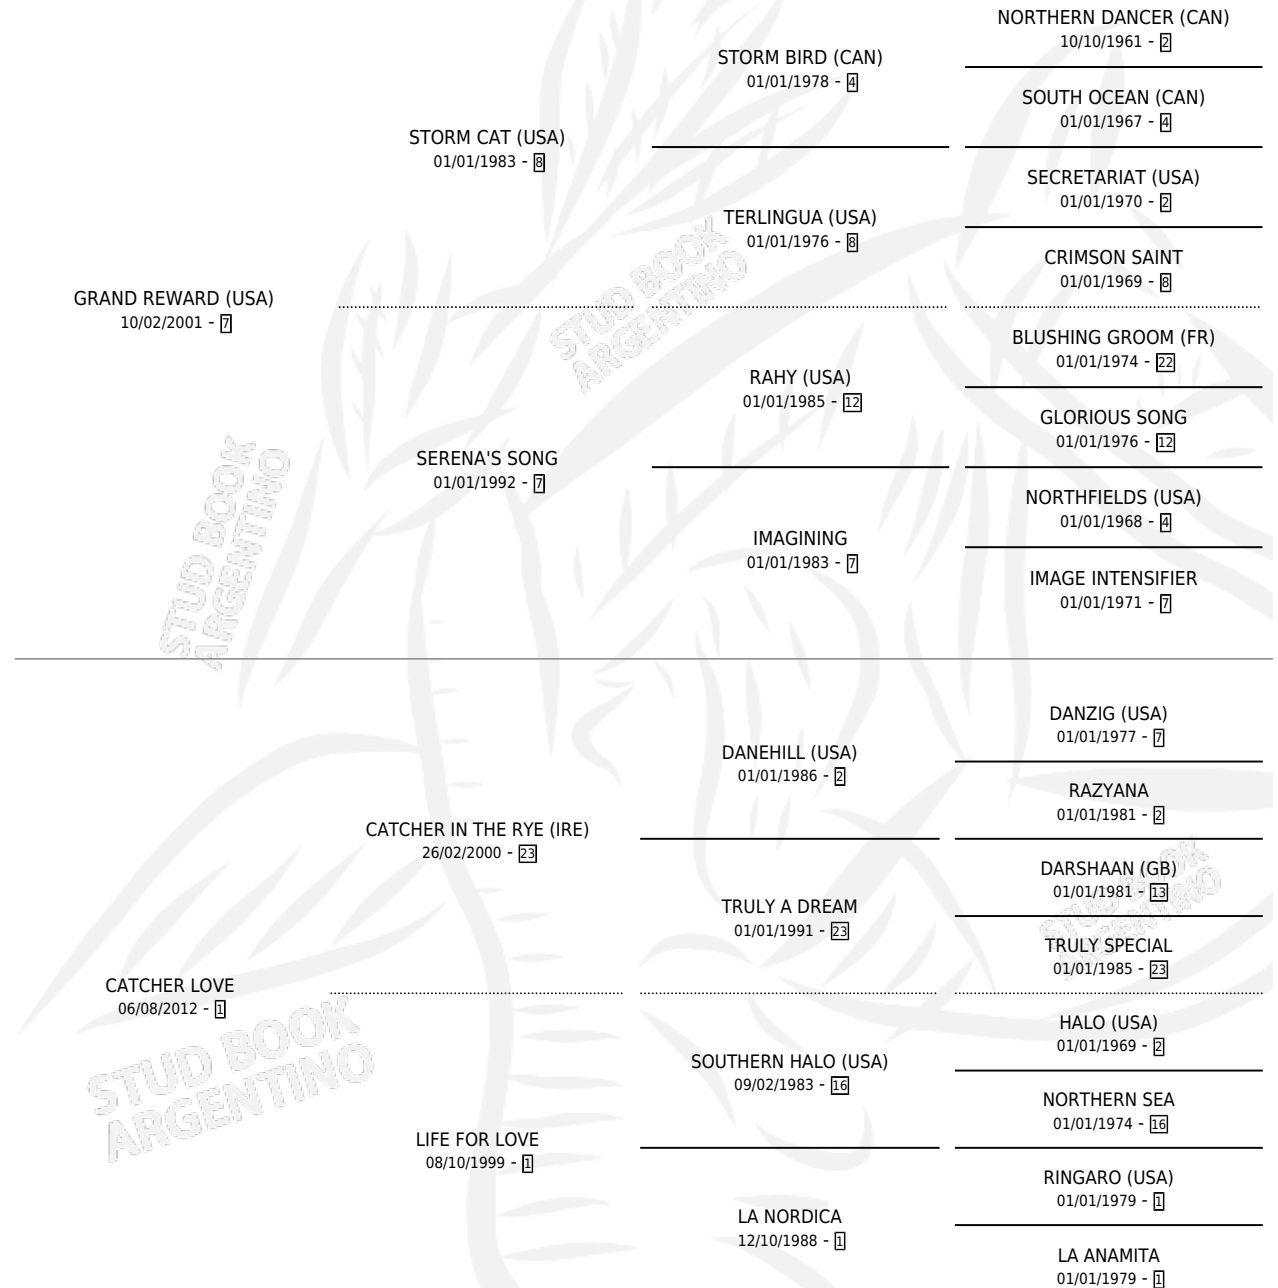 NORTHERN DANCER (CAN)
10/10/1961 - 2
STORM BIRD (CAN)
01/01/1978 - 4
SOUTH OCEAN (CAN)
01/01/1967 - 4
STORM CAT (USA)
01/01/1983 - 8
SECRETARIAT (USA)
01/01/1970 - 2
TERLINGUA (USA)
01/01/1976 - 8
CRIMSON SAINT
01/01/1969 - 8
GRAND REWARD (USA)
10/02/2001 - 7
BLUSHING GROOM (FR)
01/01/1974 - 22
RAHY (USA)
01/01/1985 - 12
GLORIOUS SONG
01/01/1976 - 12
SERENA'S SONG
01/01/1992 - 7
NORTHFIELDS (USA)
01/01/1968 - 4
IMAGINING
01/01/1983 - 7
IMAGE INTENSIFIER
01/01/1971 - 7
DANZIG (USA)
01/01/1977 - 7
DANEHILL (USA)
01/01/1986 - 2
RAZYANA
01/01/1981 - 2
CATCHER IN THE RYE (IRE)
26/02/2000 - 23
DARSHAAN (GB)
01/01/1981 - 13
TRULY A DREAM
01/01/1991 - 23
TRULY SPECIAL
01/01/1985 - 23
CATCHER LOVE
06/08/2012 - 1
HALO (USA)
01/01/1969 - 2
SOUTHERN HALO (USA)
09/02/1983 - 16
NORTHERN SEA
01/01/1974 - 16
LIFE FOR LOVE
08/10/1999 - 1
RINGARO (USA)
01/01/1979 - 1
LA NORDICA
12/10/1988 - 1
LA ANAMITA
01/01/1979 - 1
STUD BOOK
ARGENTINO
STUD BOOK
ARGENTINO
STUD BOOK
ARGENTINO
STUD BOOK
ARGENTINO